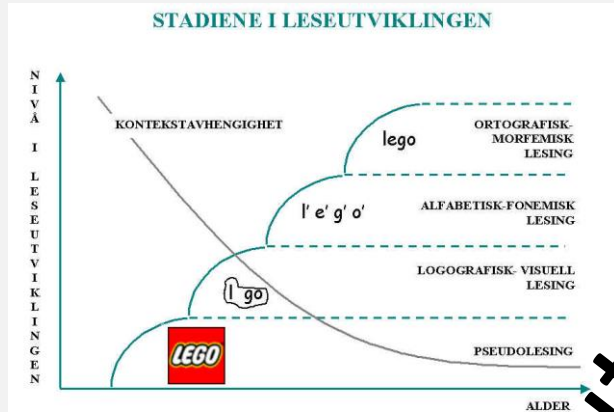 STADIENE I LESEUTVIKLINGEN
NIVÅ I LESEUTVIKLINGEN
KONTEKSTAVHENGIGHET
lego
ORTOGRAFISK-
MORFEMISK
LESING
l' e' g' o'
ALFABETISK-FONEMISK
LESING
l go
LOGOGRAFISK- VISUELL
LESING
LEGO
PSEUDOLESING
ALDER